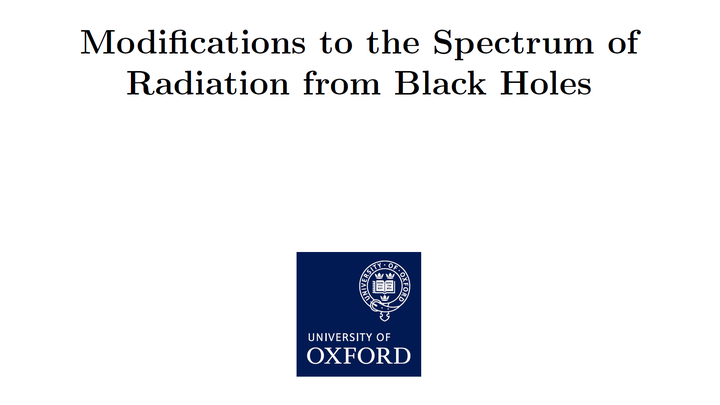 Modifications to the Spectrum of
Radiation from Black Holes
UNIVERSITY · OF · OXFORD
UNIVERSITY OF
OXFORD